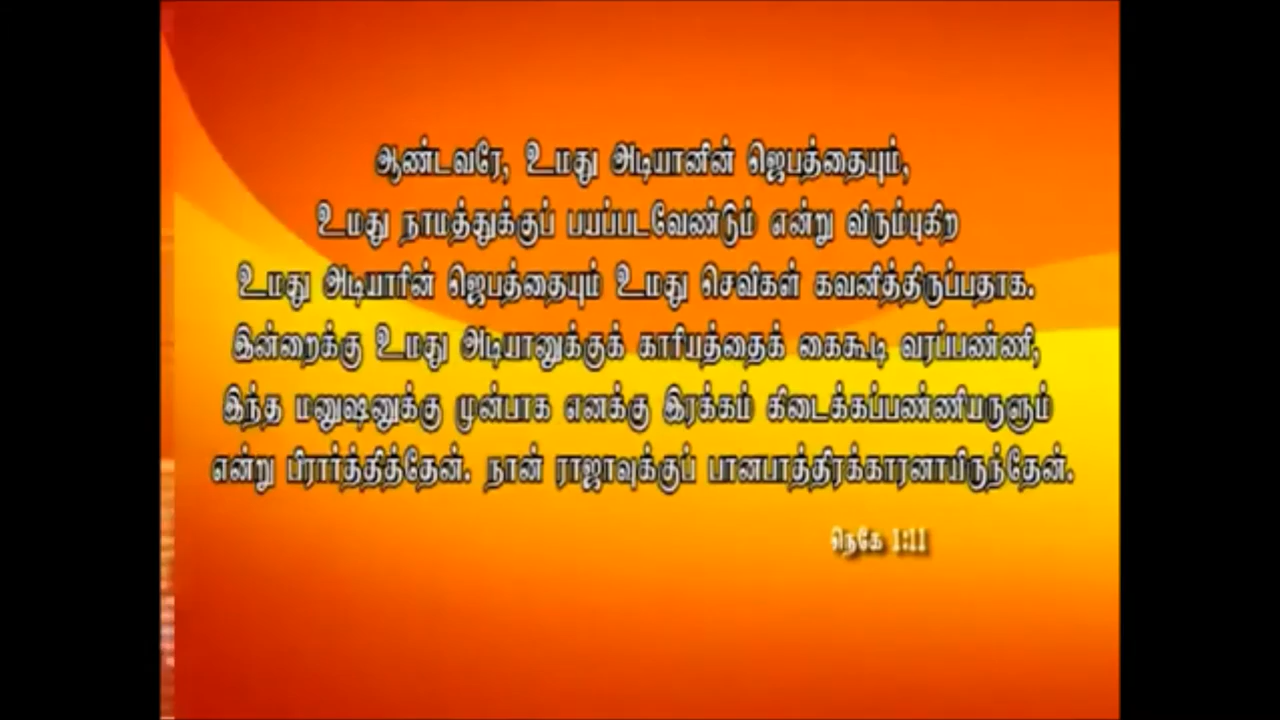 ஆண்டவரே, உமது அடியானின் ஜெபத்தையும்,
உமது நாமத்துக்குப் பயப்படவேண்டும் என்று விரும்புகிற
உமது அடியாரின் ஜெபத்தையும் உமது செவிகள் கவனித்திருப்பதாக.
இன்றைக்கு உமது அடியானுக்குக் காரியத்தைக் கைகூடி வரப்பண்ணி,
இந்த மனுஷனுக்கு முன்பாக எனக்கு இரக்கம் கிடைக்கப்பண்ணியருளும்
என்று பிரார்த்தித்தேன். நான் ராஜாவுக்குப் பானபாத்திரக்காரனாயிருந்தேன்.
நெகே 1:11